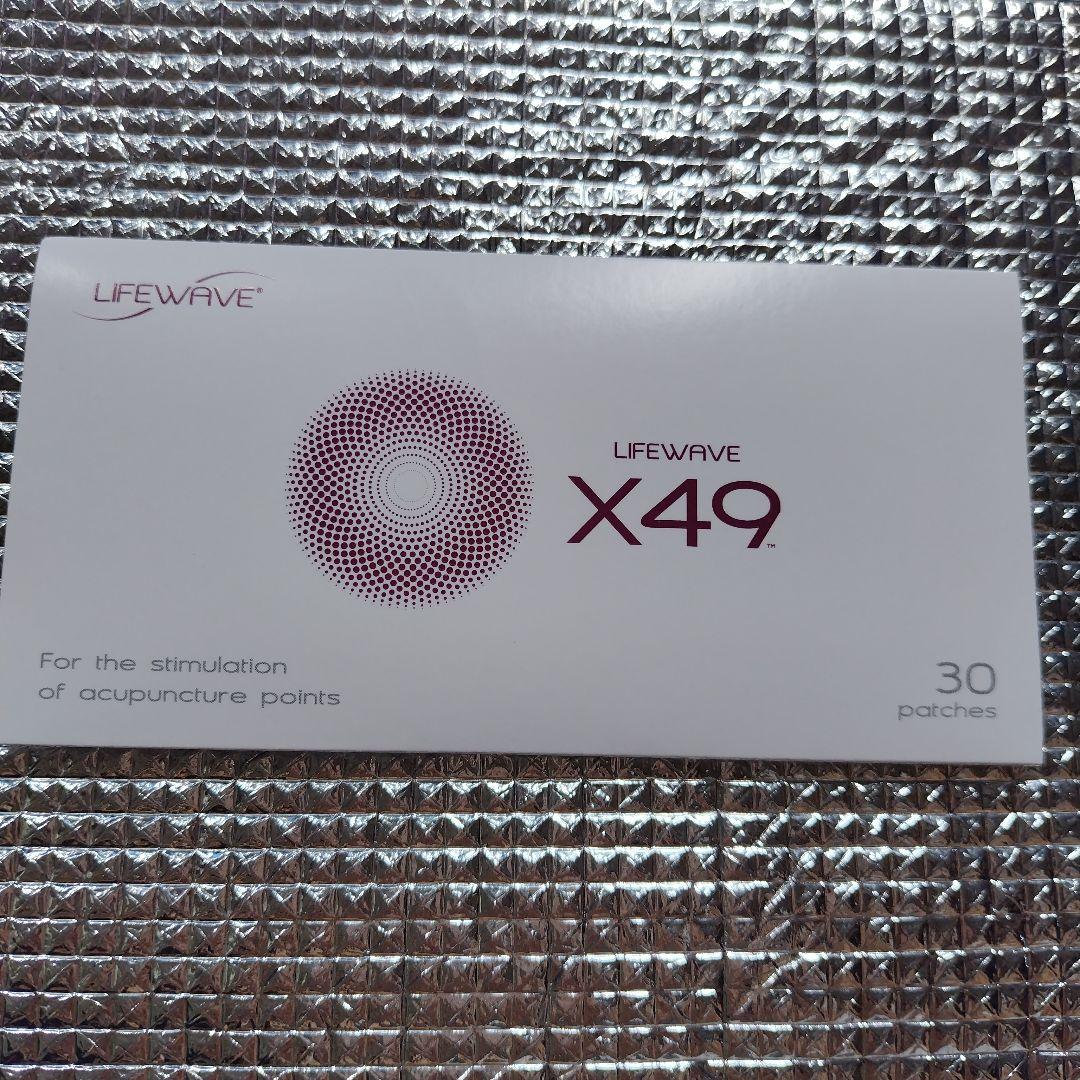 LIFEWAVE®
LIFEWAVE
X49™
For the stimulation
of acupuncture points
30
patches